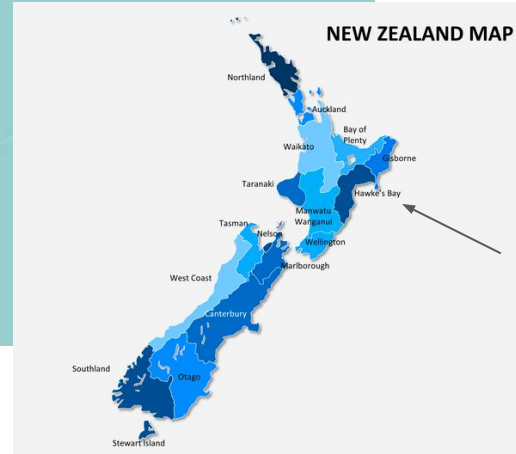 NEW ZEALAND MAP
Northland
Auckland
Bay of
Plenty
Waikato
Gisborne
Taranaki
Hawke's Bay
Manwatu
Wanganui
Tasman
Nelson
Wellington
Marlborough
West Coast
Canterbury
Southland
Otago
Stewart Island